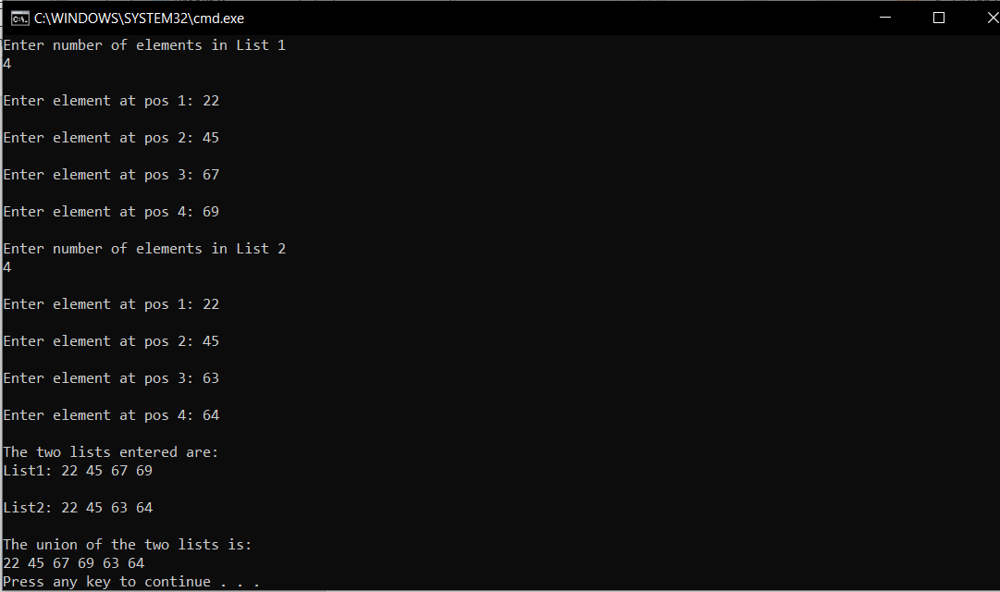 C:\WINDOWS\SYSTEM32\cmd.exe
Enter number of elements in List 1
4
Enter element at pos 1: 22
Enter element at pos 2: 45
Enter element at pos 3: 67
Enter element at pos 4: 69
Enter number of elements in List 2
4
Enter element at pos 1: 22
Enter element at pos 2: 45
Enter element at pos 3: 63
Enter element at pos 4: 64
The two lists entered are:
List1: 22 45 67 69
List2: 22 45 63 64
The union of the two lists is:
22 45 67 69 63 64
Press any key to continue . . .